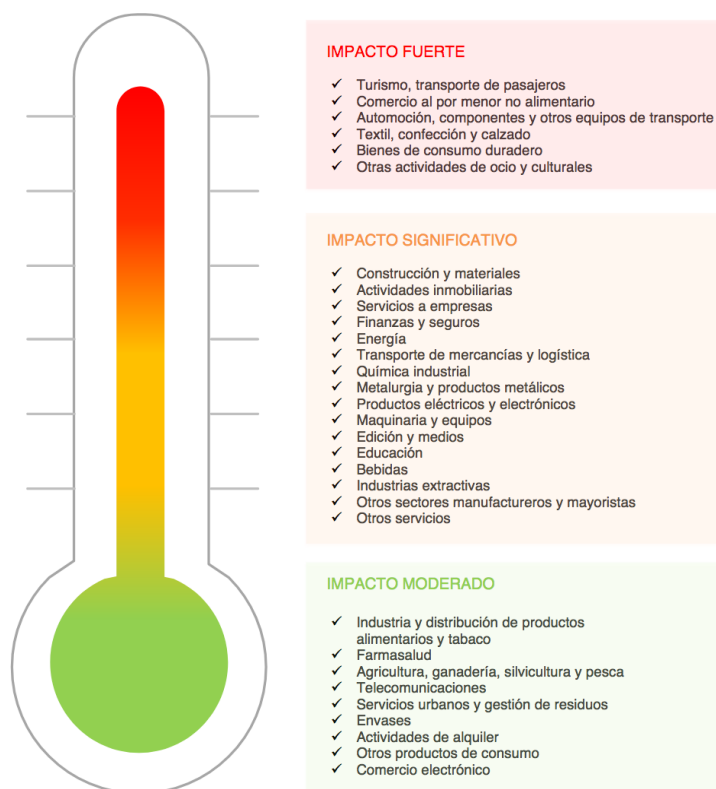 IMPACTO FUERTE
✓ Turismo, transporte de pasajeros
✓ Comercio al por menor no alimentario
✓ Automoción, componentes y otros equipos de transporte
✓ Textil, confección y calzado
✓ Bienes de consumo duradero
✓ Otras actividades de ocio y culturales
IMPACTO SIGNIFICATIVO
✓ Construcción y materiales
✓ Actividades inmobiliarias
✓ Servicios a empresas
✓ Finanzas y seguros
✓ Energía
✓ Transporte de mercancías y logística
✓ Química industrial
✓ Metalurgia y productos metálicos
✓ Productos eléctricos y electrónicos
✓ Maquinaria y equipos
✓ Edición y medios
✓ Educación
✓ Bebidas
✓ Industrias extractivas
✓ Otros sectores manufactureros y mayoristas
✓ Otros servicios
IMPACTO MODERADO
✓ Industria y distribución de productos
alimentarios y tabaco
✓ Farmasalud
✓ Agricultura, ganadería, silvicultura y pesca
✓ Telecomunicaciones
✓ Servicios urbanos y gestión de residuos
✓ Envases
✓ Actividades de alquiler
✓ Otros productos de consumo
✓ Comercio electrónico